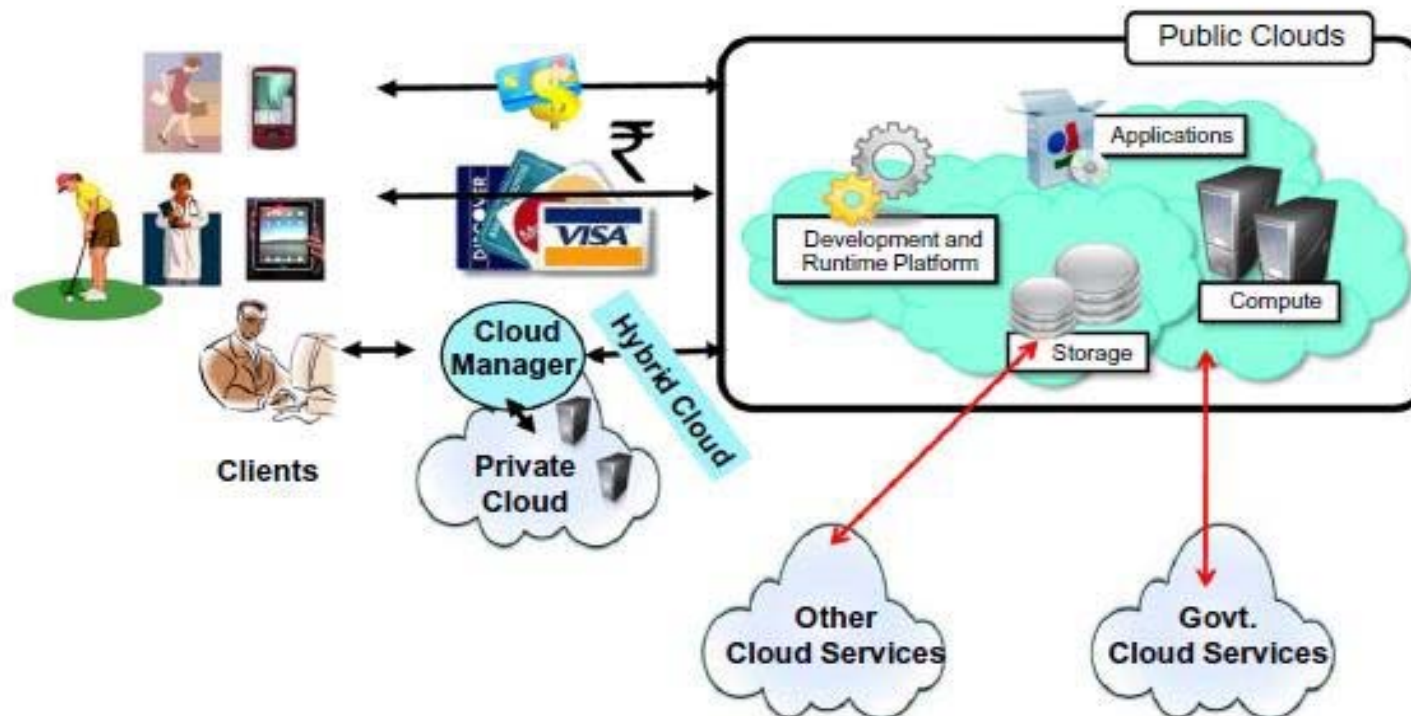 Public Clouds
$
₹
Applications
DISCOVER
VISA
Development and
Runtime Platform
Compute
Storage
Cloud
Manager
Hybrid Cloud
Private
Cloud
Clients
Other
Cloud Services
Govt.
Cloud Services